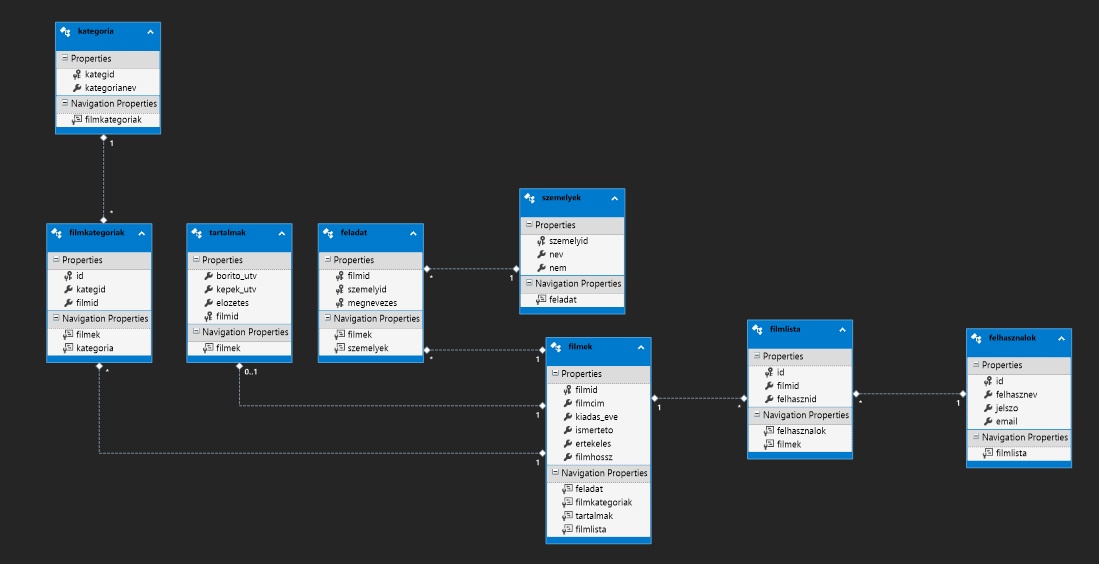 kategoria
Properties
kategid
kategorianev
Navigation Properties
filmkategoriak
1
*
filmkategoriak
Properties
id
kategid
filmid
Navigation Properties
filmek
kategoria
*
tartalmak
Properties
borito_utv
kepek_utv
elozetes
filmid
Navigation Properties
filmek
0..1
feladat
Properties
filmid
szemelyid
megnevezes
Navigation Properties
filmek
szemelyek
*
*
szemelyek
Properties
szemelyid
nev
nem
Navigation Properties
feladat
1
filmek
Properties
filmid
filmcim
kiadas_eve
ismerteto
ertekeles
filmhossz
Navigation Properties
feladat
filmkategoriak
tartalmak
filmlista
1
1
1
1
filmlista
Properties
id
filmid
felhasznid
Navigation Properties
felhasznalok
filmek
*
*
felhasznalok
Properties
id
felhasznev
jelszo
email
Navigation Properties
filmlista
1